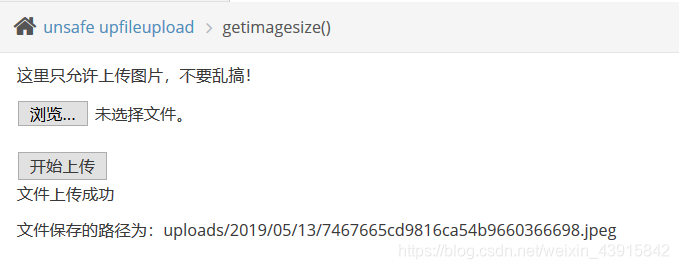 unsafe upfileupload > getimagesize()
这里只允许上传图片，不要乱搞！
浏览... 未选择文件。
开始上传
文件上传成功
文件保存的路径为：uploads/2019/05/13/7467665cd9816ca54b9660366698.jpeg
https://blog.csdn.net/weixin_43915842